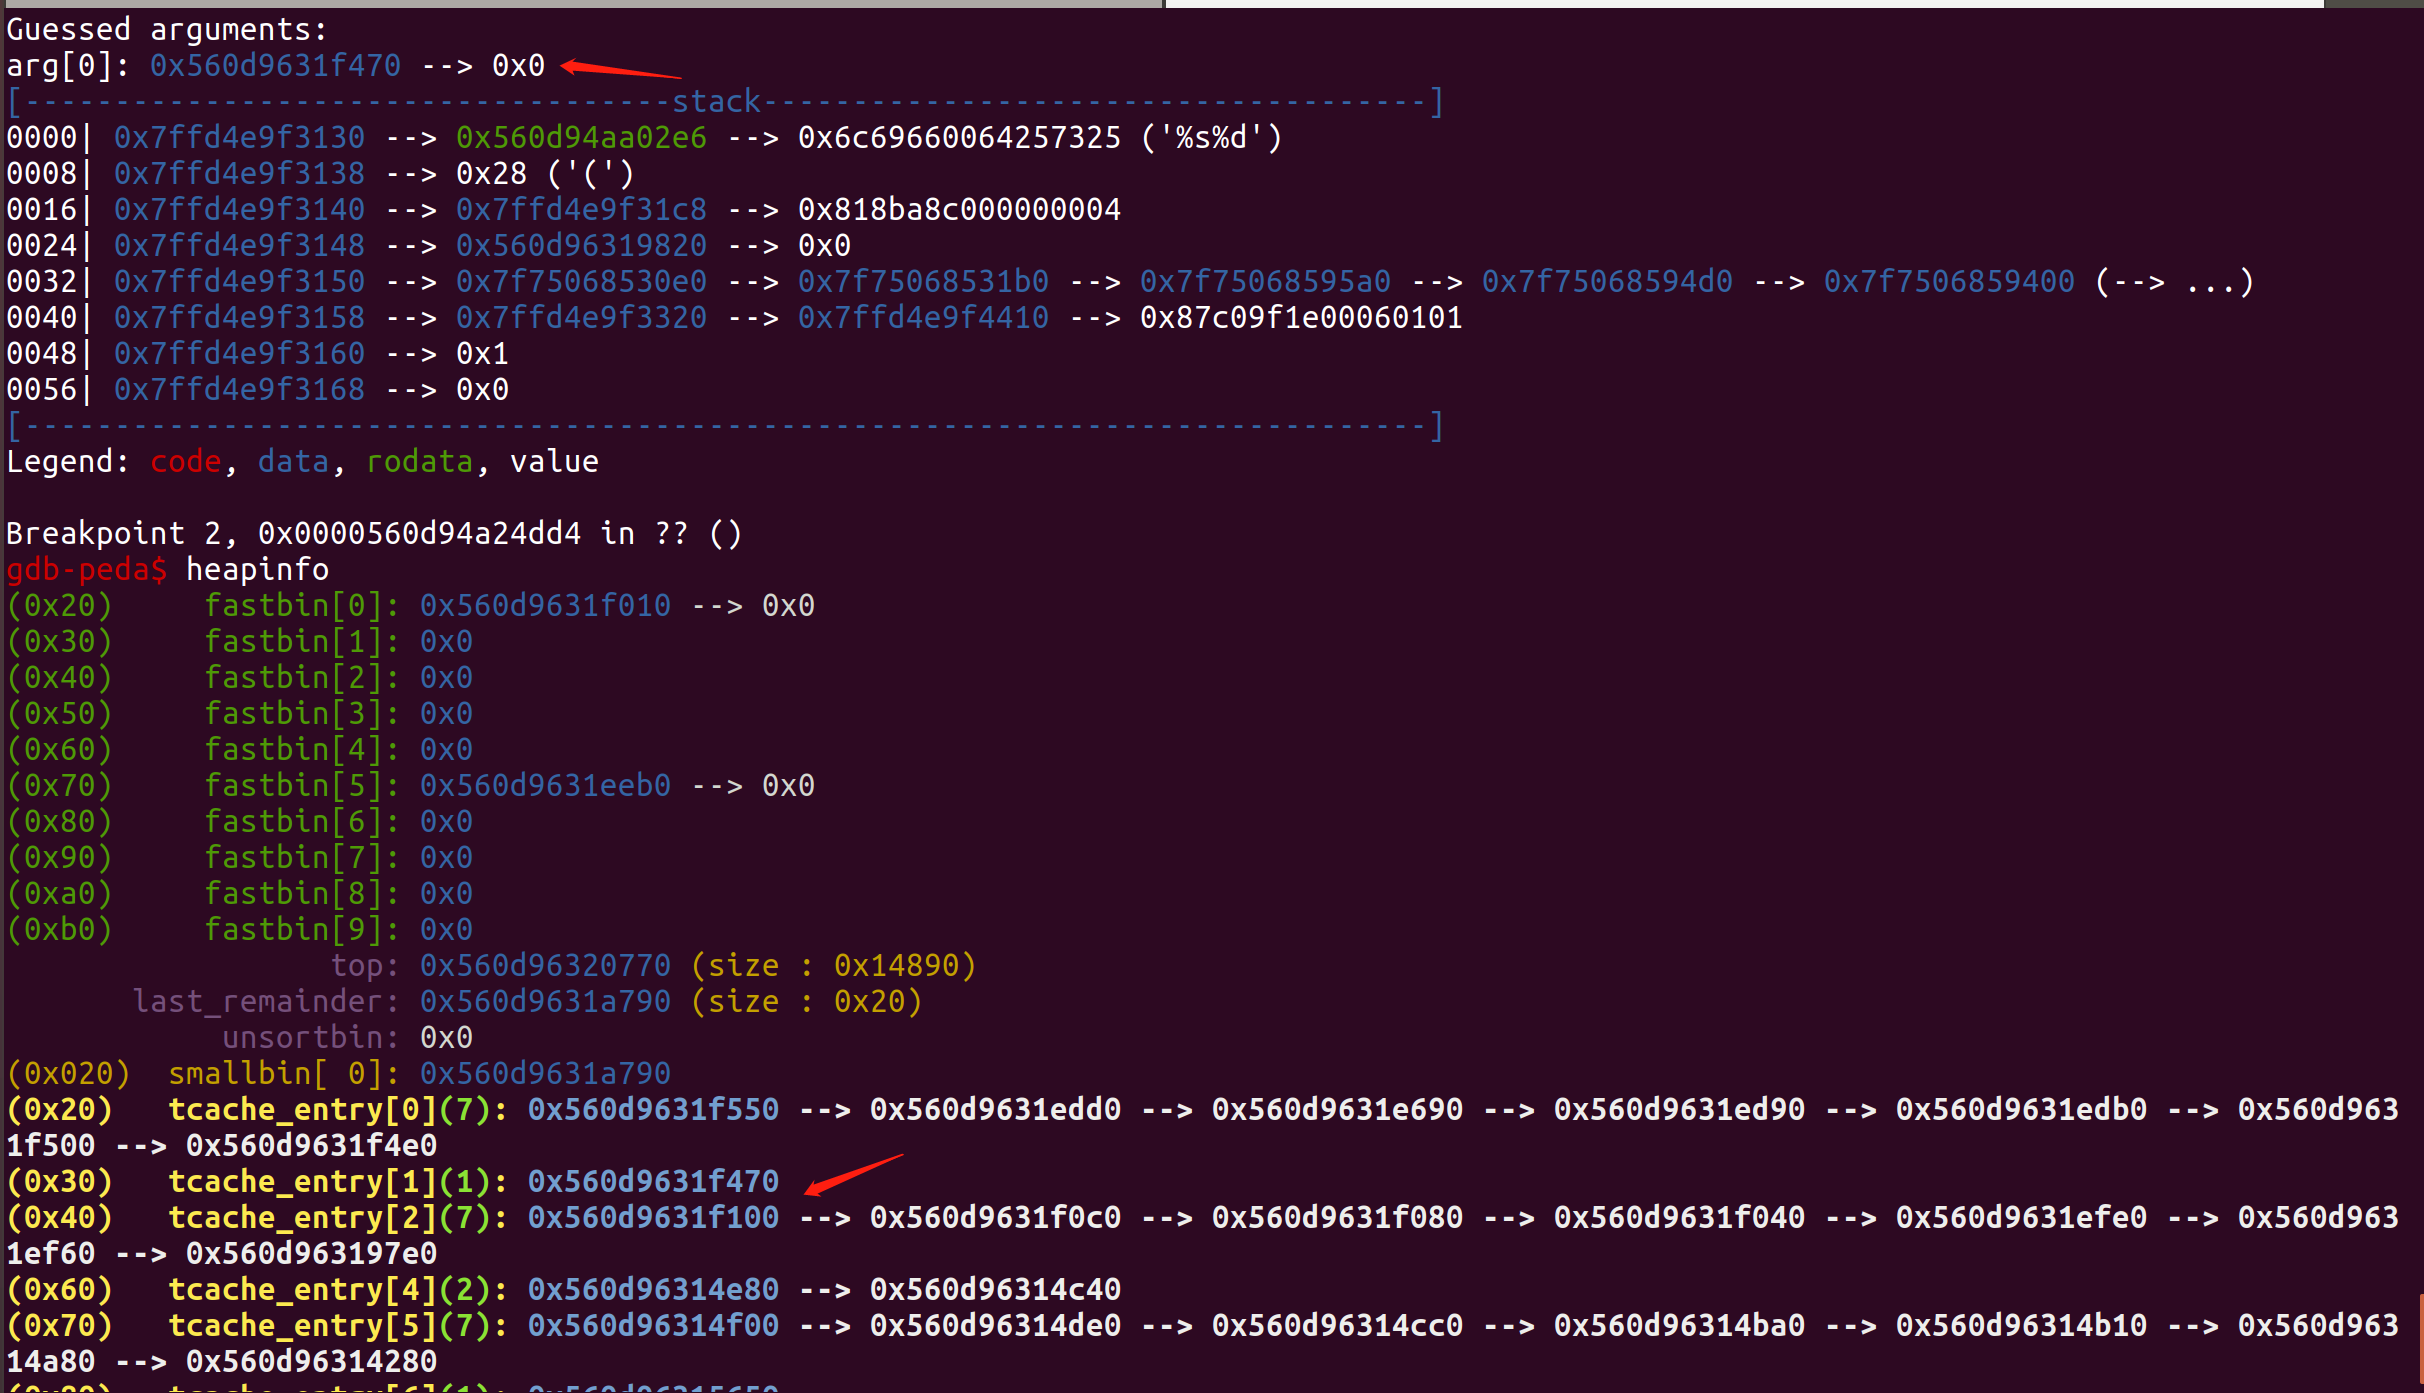 Guessed arguments:
arg[0]: 0x560d9631f470 --> 0x0
[------------------------------------stack-------------------------------------]
0000| 0x7ffd4e9f3130 --> 0x560d94aa02e6 --> 0x6c69660064257325 ('%s%d')
0008| 0x7ffd4e9f3138 --> 0x28 ('(')
0016| 0x7ffd4e9f3140 --> 0x7ffd4e9f31c8 --> 0x818ba8c000000004
0024| 0x7ffd4e9f3148 --> 0x560d96319820 --> 0x0
0032| 0x7ffd4e9f3150 --> 0x7f75068530e0 --> 0x7f75068531b0 --> 0x7f75068595a0 --> 0x7f75068594d0 --> 0x7f7506859400 (--> ...)
0040| 0x7ffd4e9f3158 --> 0x7ffd4e9f3320 --> 0x7ffd4e9f4410 --> 0x87c09f1e00060101
0048| 0x7ffd4e9f3160 --> 0x1
0056| 0x7ffd4e9f3168 --> 0x0
[------------------------------------------------------------------------------]
Legend: code, data, rodata, value
Breakpoint 2, 0x0000560d94a24dd4 in ?? ()
gdb-peda$ heapinfo
(0x20)     fastbin[0]: 0x560d9631f010 --> 0x0
(0x30)     fastbin[1]: 0x0
(0x40)     fastbin[2]: 0x0
(0x50)     fastbin[3]: 0x0
(0x60)     fastbin[4]: 0x0
(0x70)     fastbin[5]: 0x560d9631eeb0 --> 0x0
(0x80)     fastbin[6]: 0x0
(0x90)     fastbin[7]: 0x0
(0xa0)     fastbin[8]: 0x0
(0xb0)     fastbin[9]: 0x0
top: 0x560d96320770 (size : 0x14890)
last_remainder: 0x560d9631a790 (size : 0x20)
unsortbin: 0x0
(0x020)  smallbin[ 0]: 0x560d9631a790
(0x20)   tcache_entry[0](7): 0x560d9631f550 --> 0x560d9631edd0 --> 0x560d9631e690 --> 0x560d9631ed90 --> 0x560d9631edb0 --> 0x560d963
1f500 --> 0x560d9631f4e0
(0x30)   tcache_entry[1](1): 0x560d9631f470
(0x40)   tcache_entry[2](7): 0x560d9631f100 --> 0x560d9631f0c0 --> 0x560d9631f080 --> 0x560d9631f040 --> 0x560d9631efe0 --> 0x560d963
1ef60 --> 0x560d963197e0
(0x60)   tcache_entry[4](2): 0x560d96314e80 --> 0x560d96314c40
(0x70)   tcache_entry[5](7): 0x560d96314f00 --> 0x560d96314de0 --> 0x560d96314cc0 --> 0x560d96314ba0 --> 0x560d96314b10 --> 0x560d963
14a80 --> 0x560d96314280